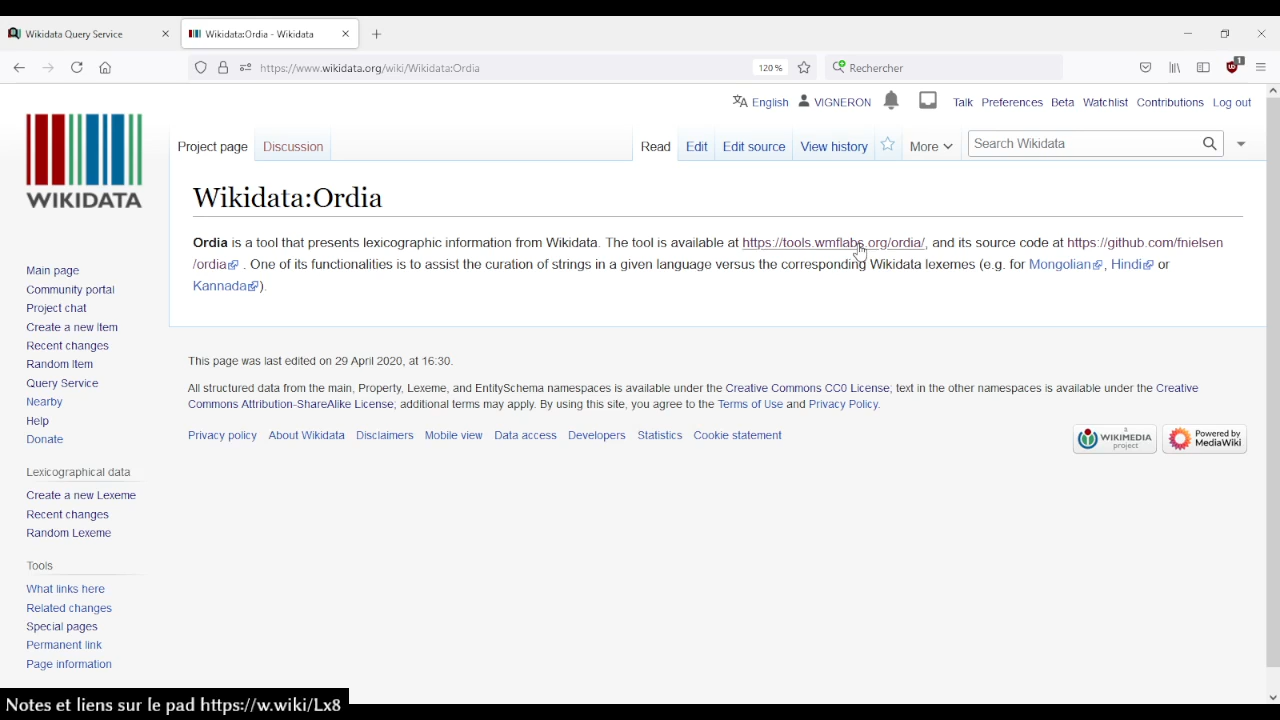 Wikidata Query Service
Wikidata:Ordia - Wikidata
https://www.wikidata.org/wiki/Wikidata:Ordia
120 %
Rechercher
1
English
VIGNERON
Talk
Preferences
Beta
Watchlist
Contributions
Log out
WIKIDATA
Project page
Discussion
Read
Edit
Edit source
View history
More
Search Wikidata
Wikidata:Ordia
Ordia is a tool that presents lexicographic information from Wikidata. The tool is available at https://tools.wmflabs.org/ordia/, and its source code at https://github.com/fnielsen
/ordia . One of its functionalities is to assist the curation of strings in a given language versus the corresponding Wikidata lexemes (e.g. for Mongolian, Hindi or
Kannada).
Main page
Community portal
Project chat
Create a new Item
Recent changes
Random Item
Query Service
Nearby
Help
Donate
Lexicographical data
Create a new Lexeme
Recent changes
Random Lexeme
Tools
What links here
Related changes
Special pages
Permanent link
Page information
This page was last edited on 29 April 2020, at 16:30.
All structured data from the main, Property, Lexeme, and EntitySchema namespaces is available under the Creative Commons CC0 License; text in the other namespaces is available under the Creative
Commons Attribution-ShareAlike License; additional terms may apply. By using this site, you agree to the Terms of Use and Privacy Policy.
Privacy policy
About Wikidata
Disclaimers
Mobile view
Data access
Developers
Statistics
Cookie statement
A
WIKIMEDIA
project
Powered by
MediaWiki
Notes et liens sur le pad https://w.wiki/Lx8